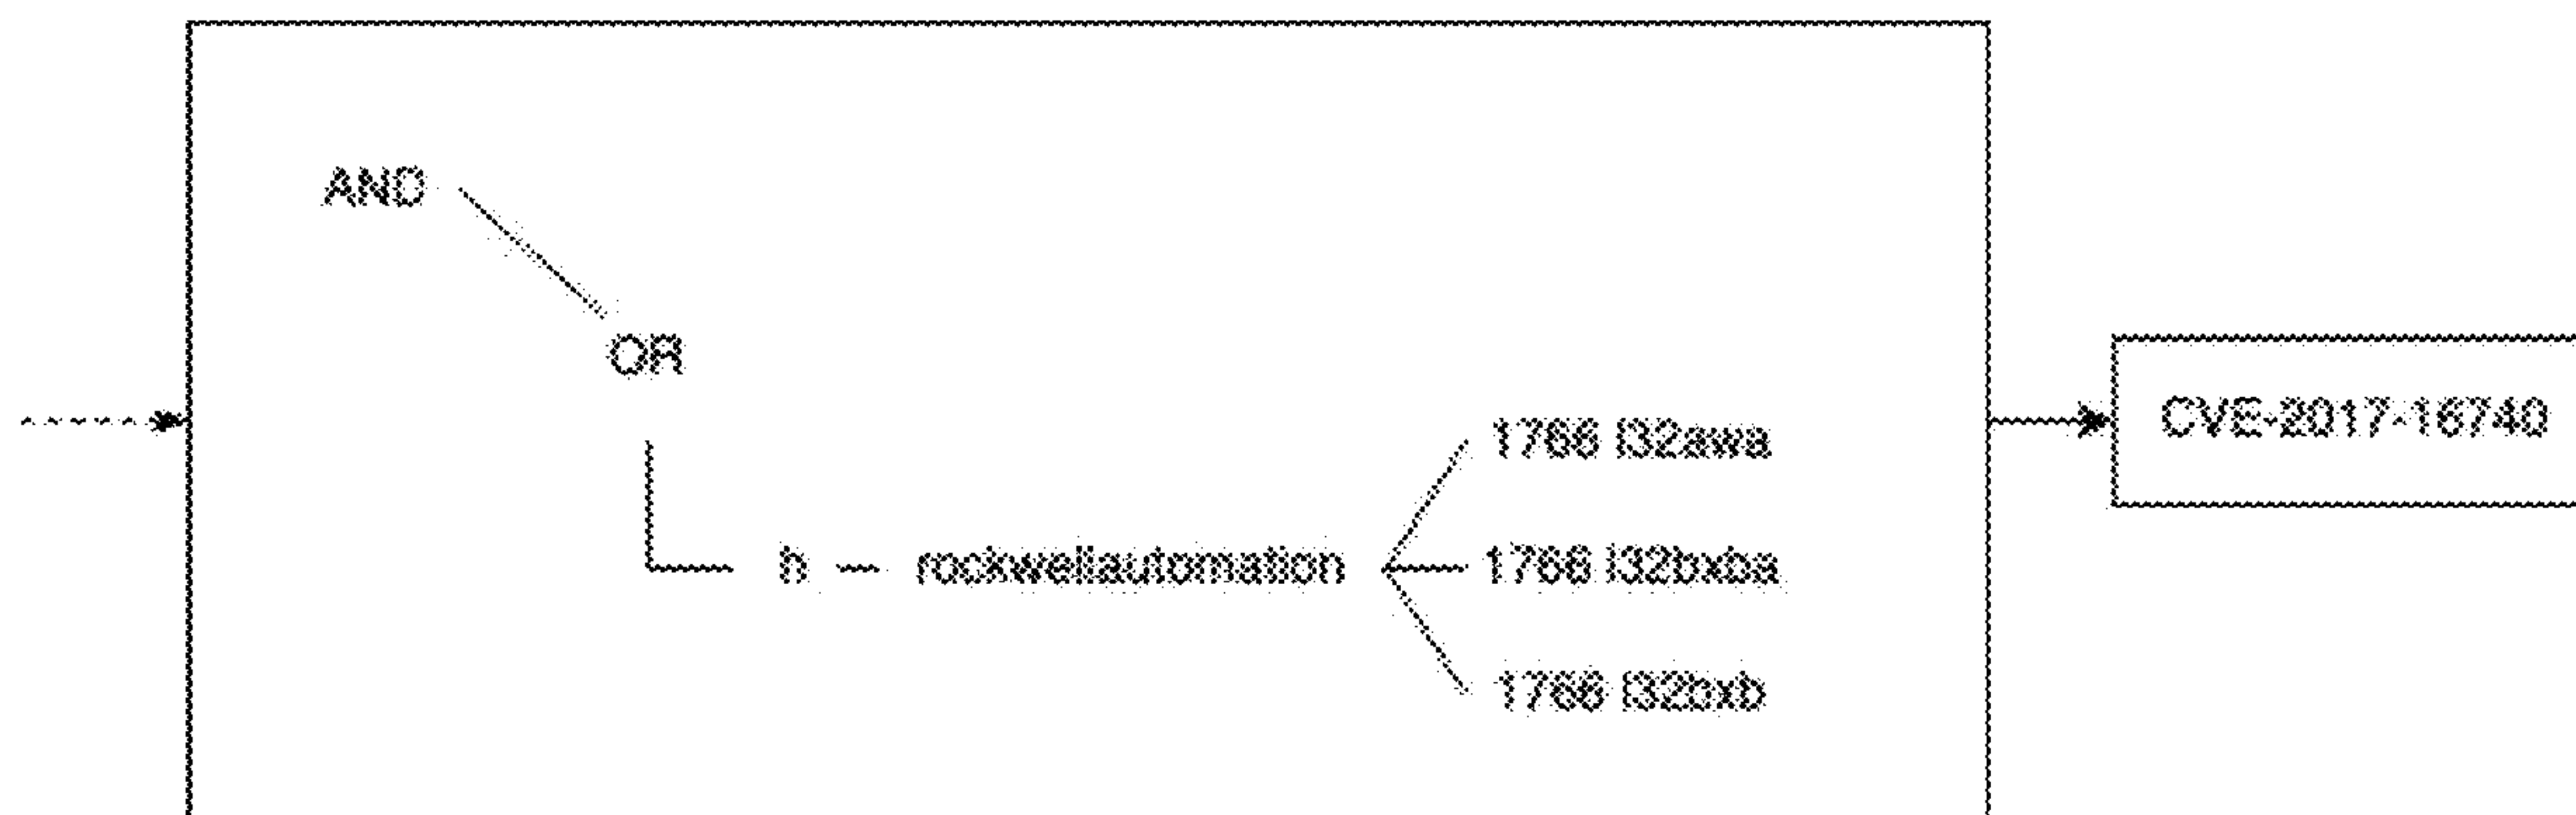 AND
OR
1766 l32awa
CVE-2017-16740
h
rockwellautomation
1766 l32bxba
1766 l32bxb